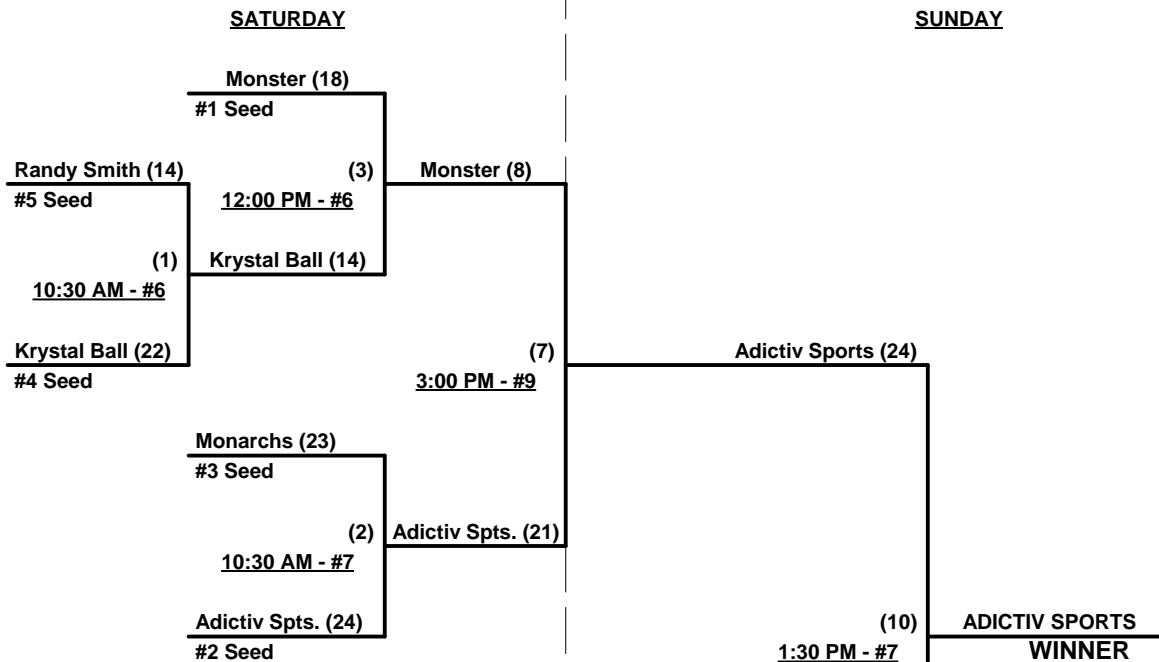 SATURDAY
SUNDAY
Monster (18)
#1 Seed
Randy Smith (14)
#5 Seed
(3)
12:00 PM - #6
Monster (8)
(1)
10:30 AM - #6
Krystal Ball (14)
Krystal Ball (22)
#4 Seed
(7)
3:00 PM - #9
Adictiv Sports (24)
Monarchs (23)
#3 Seed
(2)
10:30 AM - #7
Adictiv Spts. (21)
Adictiv Spts. (24)
#2 Seed
(10)
1:30 PM - #7
ADICTIV SPORTS
WINNER